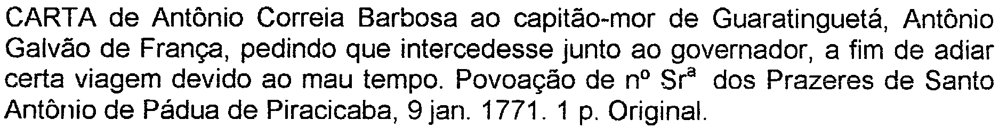 CARTA de Antônio Correia Barbosa ao capitão-mor de Guaratinguetá, Antônio
Galvão de França, pedindo que intercedesse junto ao governador, a fim de adiar
certa viagem devido ao mau tempo. Povoação de nº Srª dos Prazeres de Santo
Antônio de Pádua de Piracicaba, 9 jan. 1771. 1 p. Original.